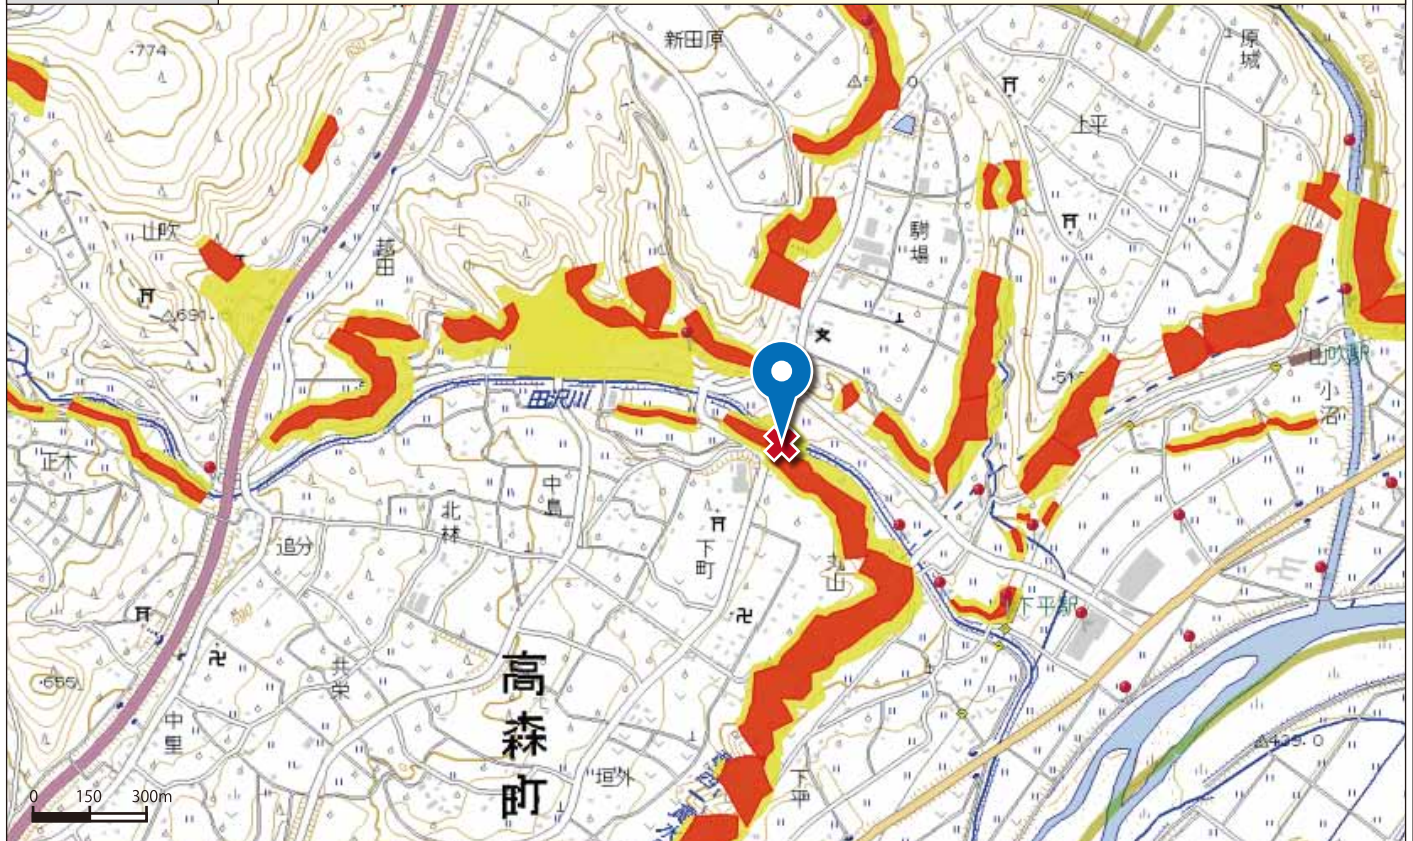 新田原
原城
・774
上平
山吹
越田
駒場
△691.
山吹駅
小沼
田沢川
正木
中島
北林
追分
下町
丸山
下平駅
共栄
・655
高森町
中里
垣外
下平
△439.0
0 150 300m